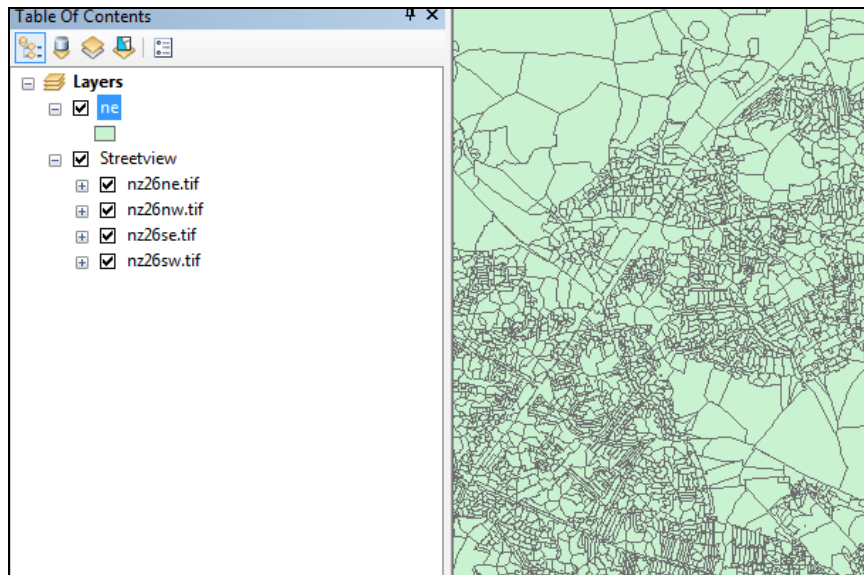 Table Of Contents
Layers
ne
Streetview
nz26ne.tif
nz26nw.tif
nz26se.tif
nz26sw.tif